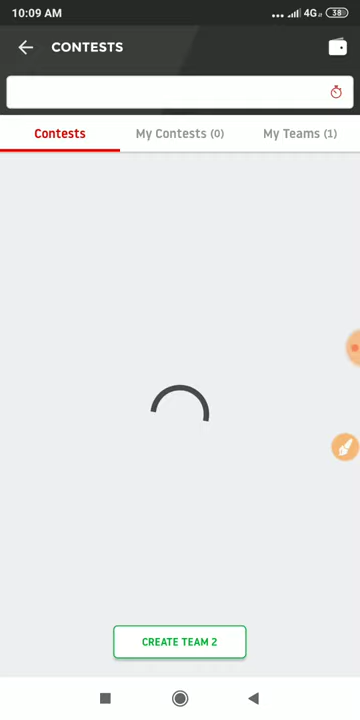 10:09 AM
4G
38
CONTESTS
Contests
My Contests (0)
My Teams (1)
CREATE TEAM 2